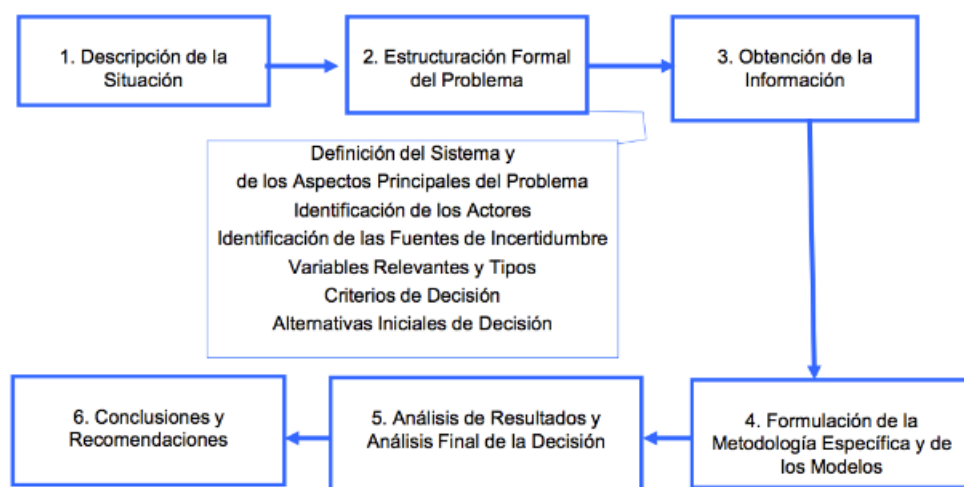 1. Descripción de la
Situación
2. Estructuración Formal
del Problema
3. Obtención de la
Información
Definición del Sistema y
de los Aspectos Principales del Problema
Identificación de los Actores
Identificación de las Fuentes de Incertidumbre
Variables Relevantes y Tipos
Criterios de Decisión
Alternativas Iniciales de Decisión
4. Formulación de la
Metodología Específica y de
los Modelos
5. Análisis de Resultados y
Análisis Final de la Decisión
6. Conclusiones y
Recomendaciones